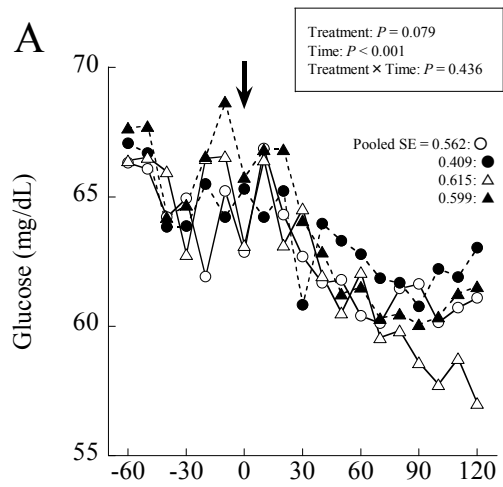 A
Treatment: P = 0.079
Time: P < 0.001
Treatment × Time: P = 0.436
Pooled SE = 0.562: ○
0.409: ●
0.615: △
0.599: ▲
Glucose (mg/dL)
70
65
60
55
-60 -30 0 30 60 90 120